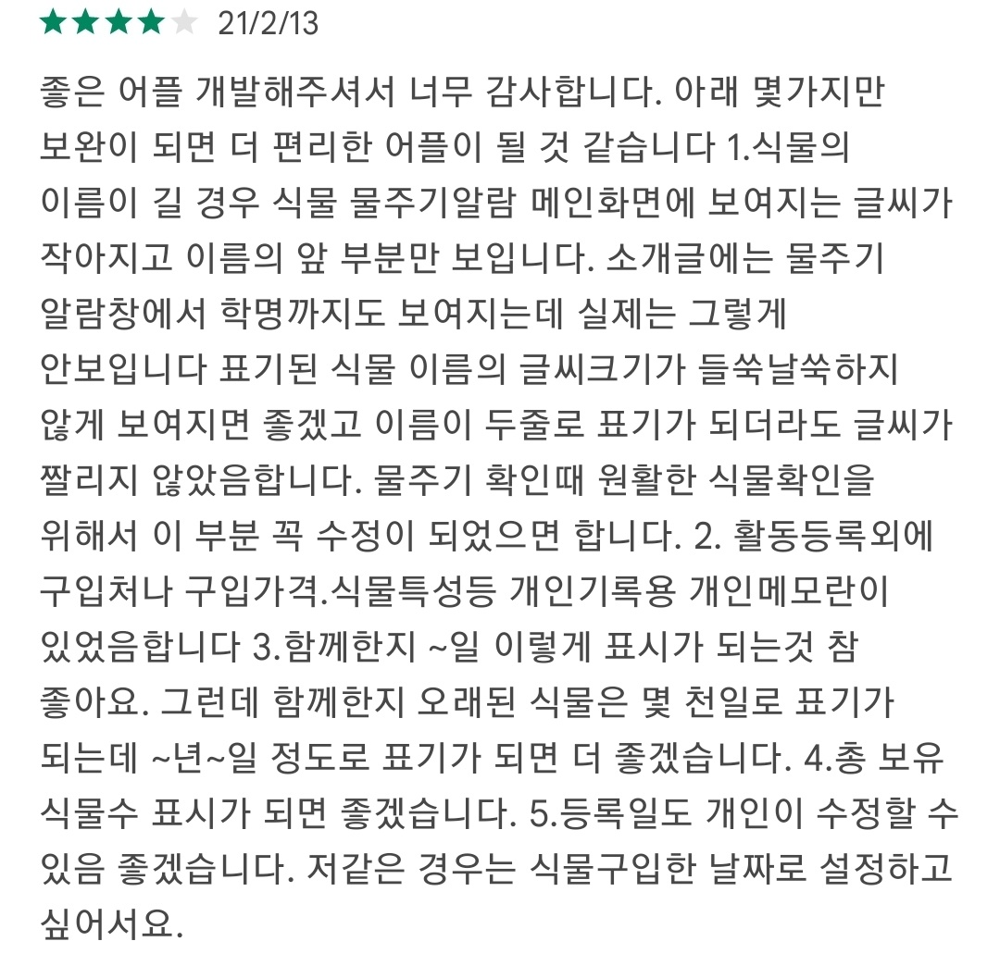 21/2/13
좋은 어플 개발해주셔서 너무 감사합니다. 아래 몇가지만
보완이 되면 더 편리한 어플이 될 것 같습니다 1.식물의
이름이 길 경우 식물 물주기알람 메인화면에 보여지는 글씨가
작아지고 이름의 앞 부분만 보입니다. 소개글에는 물주기
알람창에서 학명까지도 보여지는데 실제는 그렇게
안보입니다 표기된 식물 이름의 글씨크기가 들쑥날쑥하지
않게 보여지면 좋겠고 이름이 두줄로 표기가 되더라도 글씨가
짤리지 않았음합니다. 물주기 확인때 원활한 식물확인을
위해서 이 부분 꼭 수정이 되었으면 합니다. 2. 활동등록외에
구입처나 구입가격.식물특성등 개인기록용 개인메모란이
있었음합니다 3.함께한지 ~일 이렇게 표시가 되는것 참
좋아요. 그런데 함께한지 오래된 식물은 몇 천일로 표기가
되는데 ~년~일 정도로 표기가 되면 더 좋겠습니다. 4.총 보유
식물수 표시가 되면 좋겠습니다. 5.등록일도 개인이 수정할 수
있음 좋겠습니다. 저같은 경우는 식물구입한 날짜로 설정하고
싶어서요.